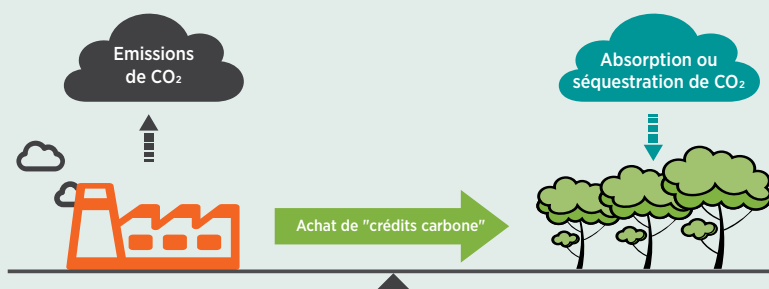 Emissions
de CO₂
Absorption ou
séquestration de CO₂
Achat de "crédits carbone"